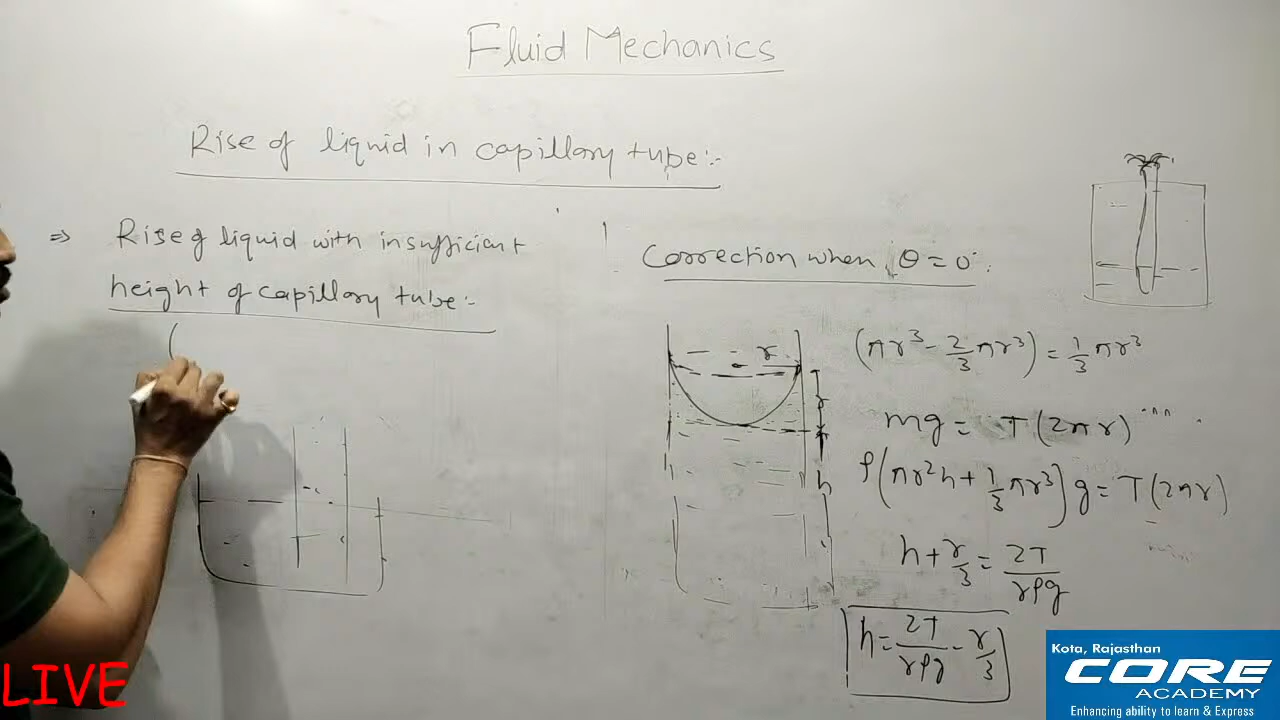 Fluid Mechanics
Rise of liquid in capillary tube:-
⇒ Rise of liquid with insufficient
height of capillary tube:-
(
Correction when θ = 0°.
r
r
h
(πr³ - 2/3 πr³) = 1/3 πr³
mg = T(2πr)
ρ(πr²h + 1/3 πr³)g = T(2πr)
h + r/3 = 2T/rρg
h = 2T/rρg - r/3
LIVE
Kota, Rajasthan
CORE
ACADEMY
Enhancing ability to learn & Express